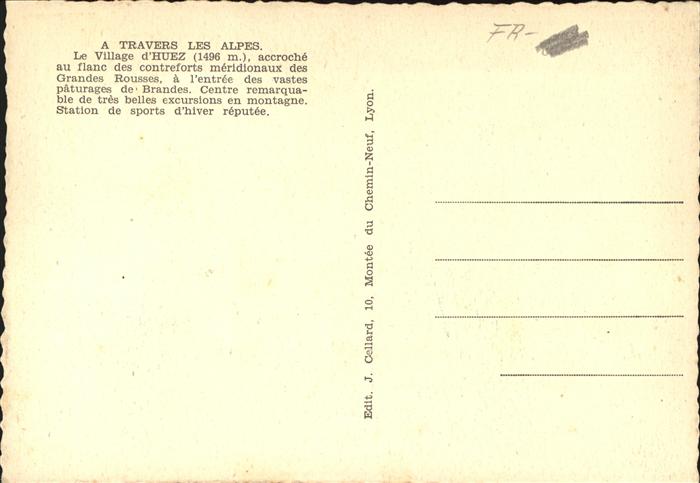 A TRAVERS LES ALPES.
Le Village d'HUEZ (1496 m.), accroché
au flanc des contreforts méridionaux des
Grandes Rousses, à l'entrée des vastes
pâturages de Brandes. Centre remarqua-
ble de très belles excursions en montagne.
Station de sports d'hiver réputée.
Edit. J. Cellard, 10, Montée du Chemin-Neuf, Lyon.
FR-